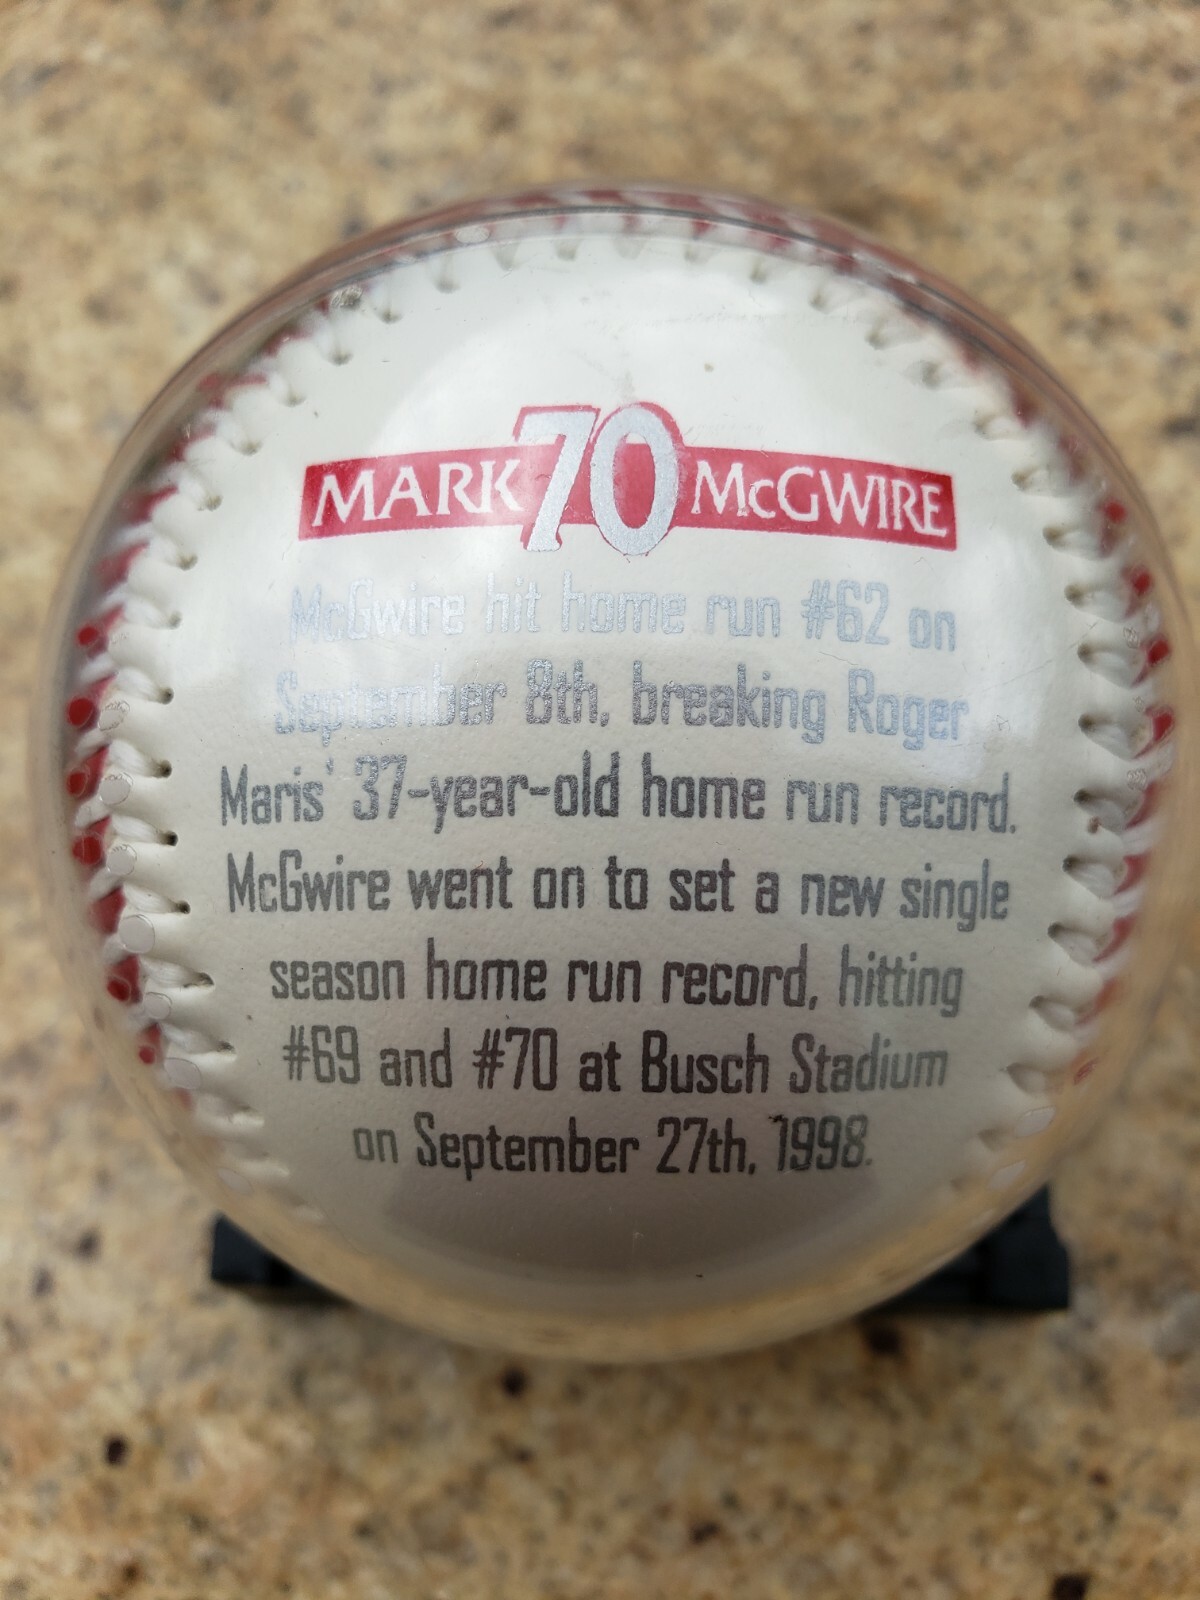 MARK 70 McGWIRE
McGwire hit home run #62 on
September 8th, breaking Roger
Maris' 37-year-old home run record.
McGwire went on to set a new single
season home run record, hitting
#69 and #70 at Busch Stadium
on September 27th, 1998.